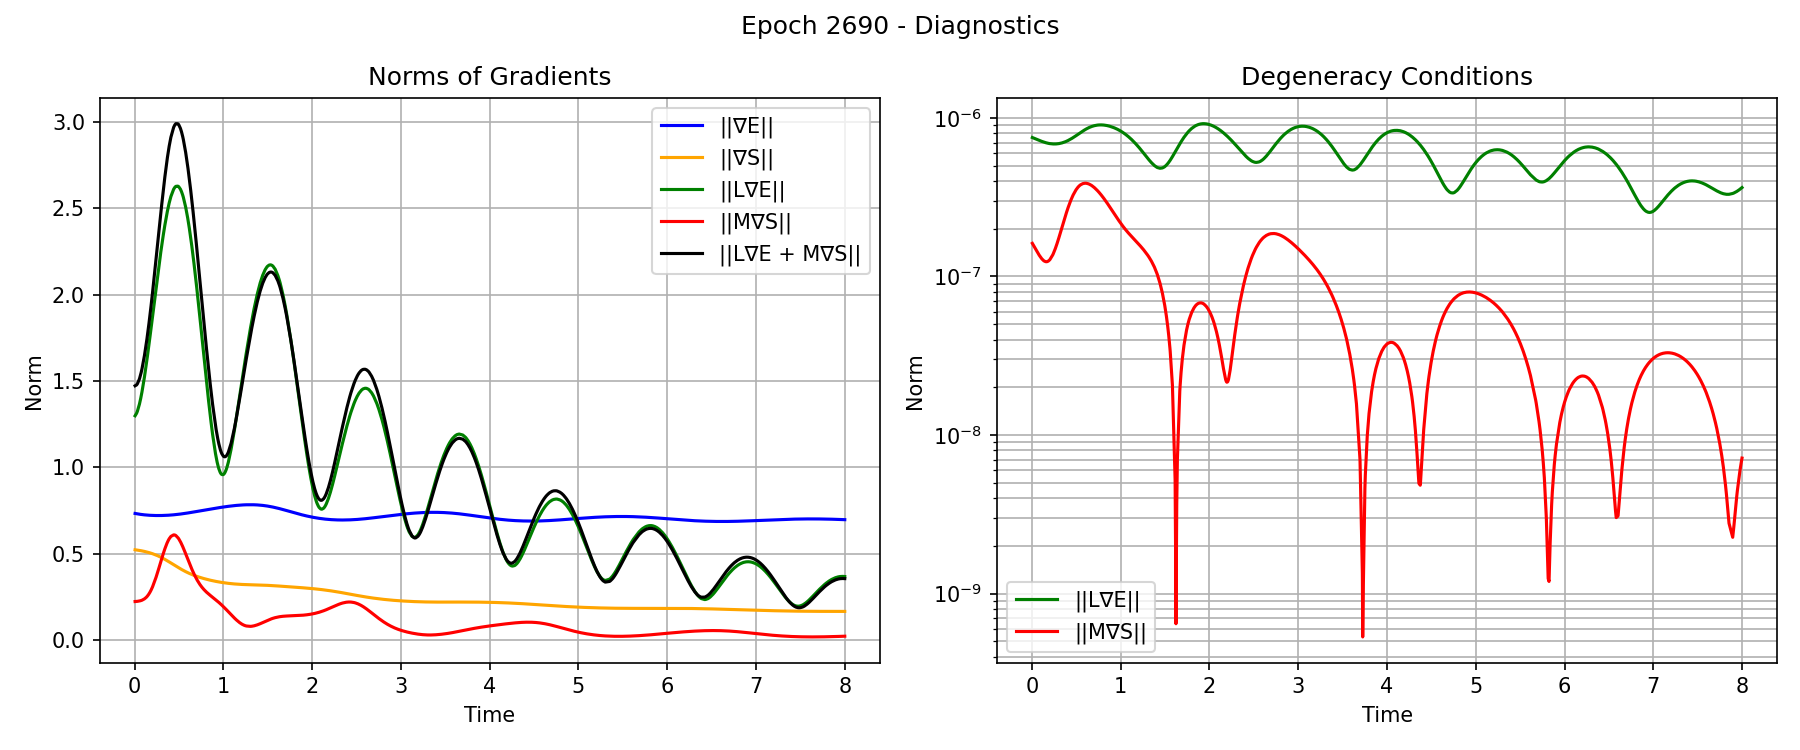 Epoch 2690 - Diagnostics
Norms of Gradients
Norm
3.0
2.5
2.0
1.5
1.0
0.5
0.0
||∇E||
||∇S||
||L∇E||
||M∇S||
||L∇E + M∇S||
0 1 2 3 4 5 6 7 8
Time
Degeneracy Conditions
Norm
10⁻⁶
10⁻⁷
10⁻⁸
10⁻⁹
||L∇E||
||M∇S||
0 1 2 3 4 5 6 7 8
Time